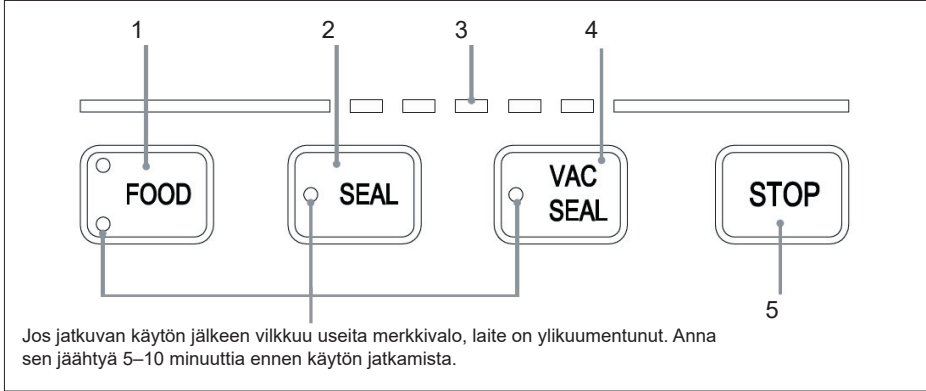 1 2 3 4
FOOD
SEAL
VAC
SEAL
STOP
5
Jos jatkuvan käytön jälkeen vilkkuu useita merkkivalo, laite on ylikuumentunut. Anna
sen jäähtyä 5–10 minuuttia ennen käytön jatkamista.